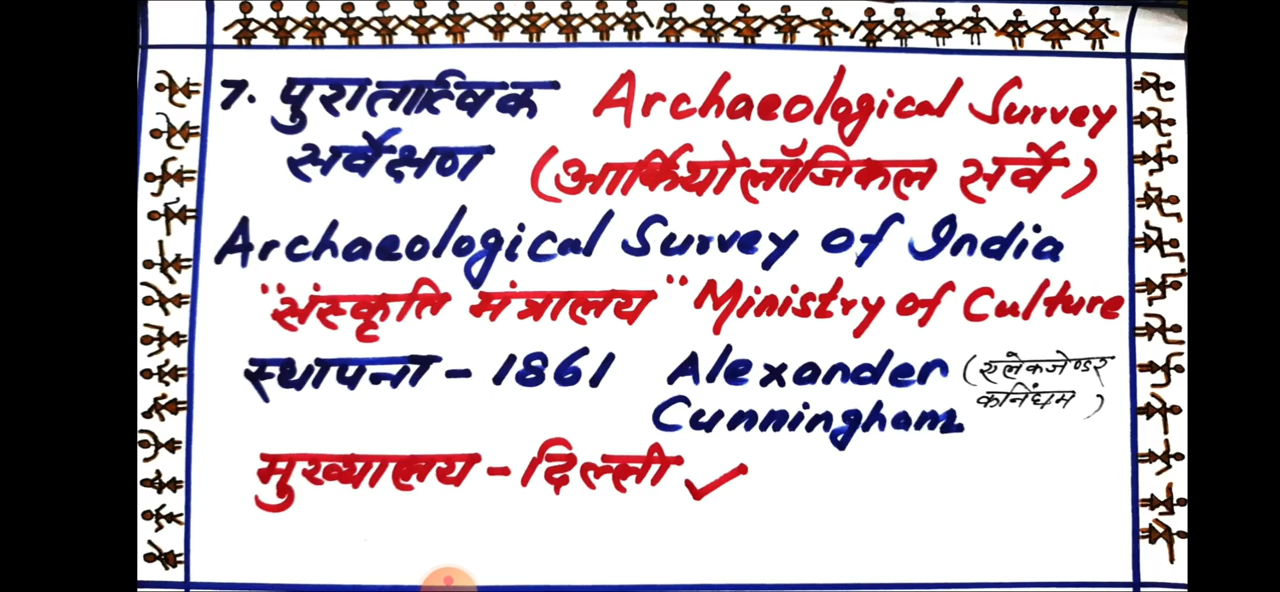 7. पुरातात्विक Archaeological Survey
सर्वेक्षण (आर्कियोलॉजिकल सर्वे)
Archaeological Survey of India
"संस्कृति मंत्रालय" Ministry of Culture
स्थापना - 1861 Alexander (एलेक्जेण्डर
Cunningham कनिंघम)
मुख्यालय - दिल्ली ✓